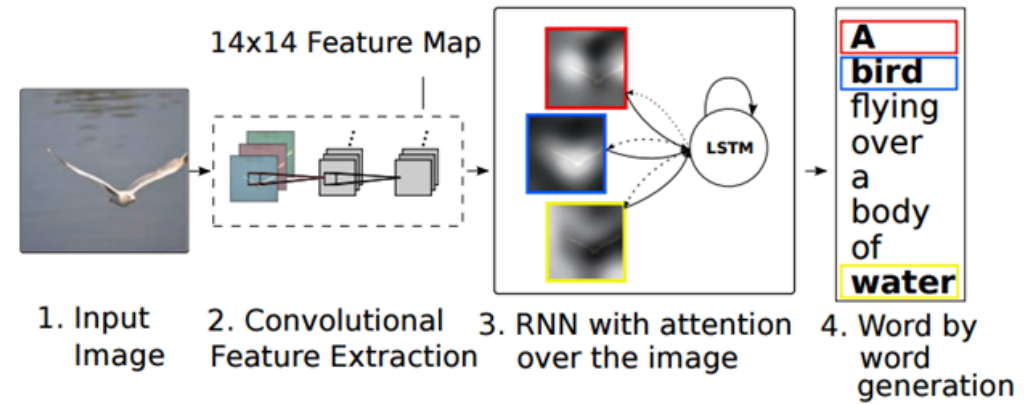 14x14 Feature Map
LSTM
A
bird
flying
over
a
body
of
water
1. Input
Image
2. Convolutional
Feature Extraction
3. RNN with attention
over the image
4. Word by
word
generation